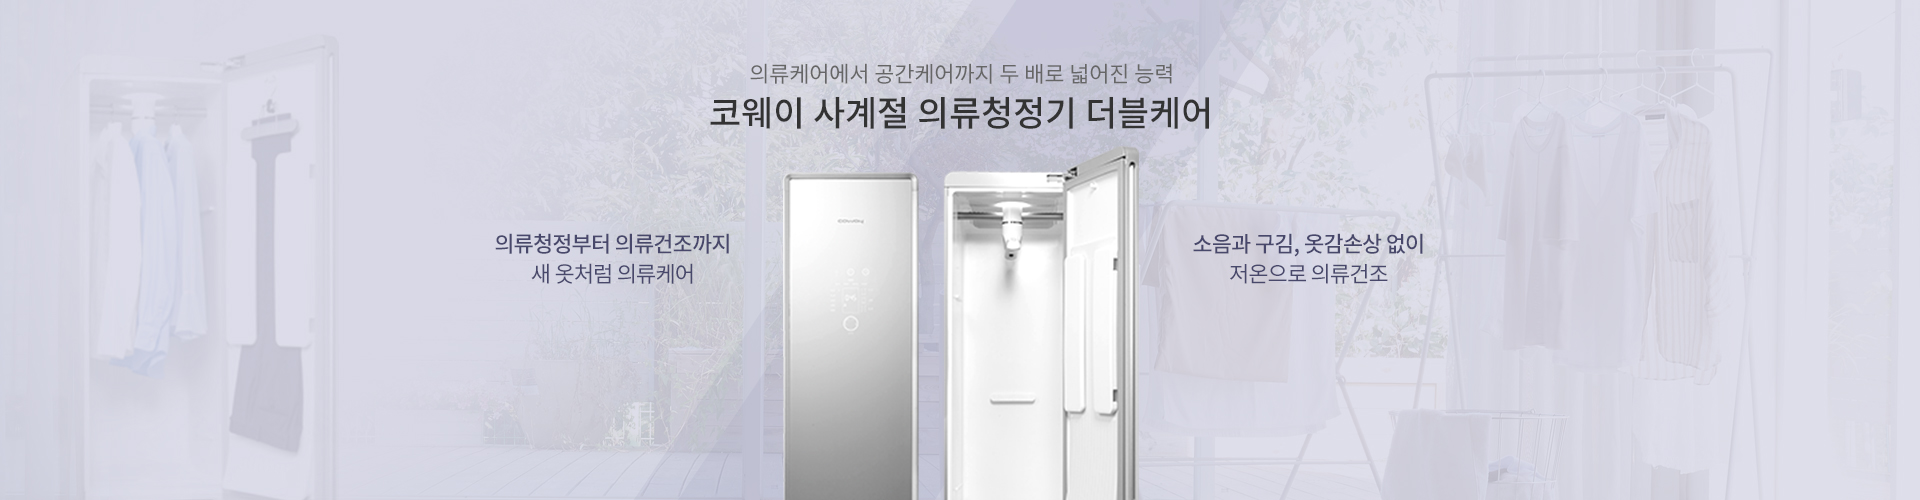 의류케어에서 공간케어까지 두 배로 넓어진 능력
코웨이 사계절 의류청정기 더블케어
coway
의류청정부터 의류건조까지
새 옷처럼 의류케어
소음과 구김, 옷감손상 없이
저온으로 의류건조